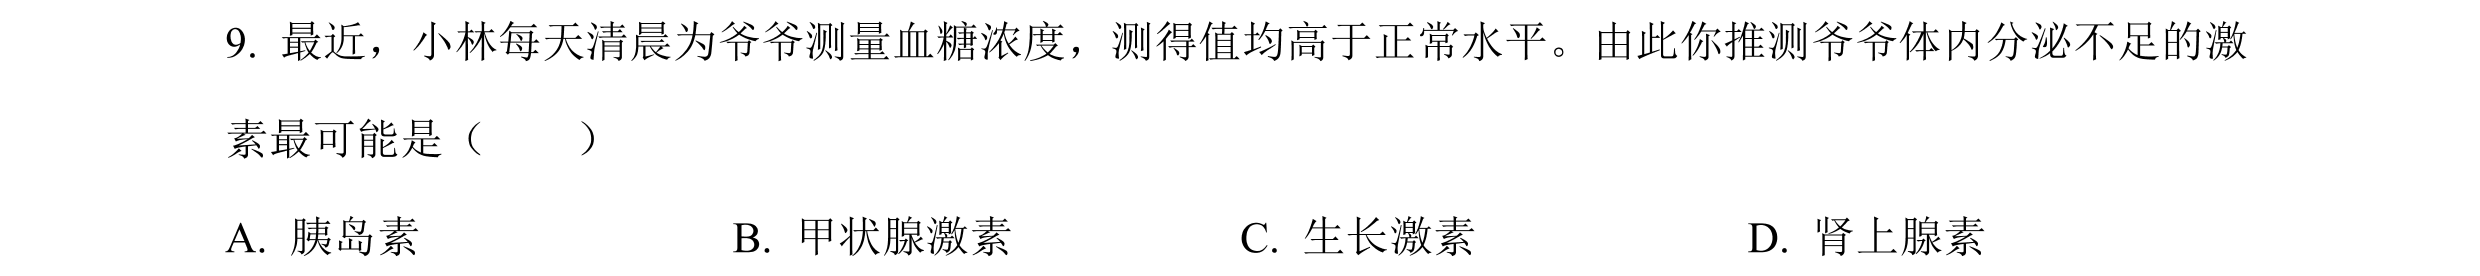 9. 最近，小林每天清晨为爷爷测量血糖浓度，测得值均高于正常水平。由此你推测爷爷体内分泌不足的激
素最可能是（　　）
A. 胰岛素 B. 甲状腺激素 C. 生长激素 D. 肾上腺素